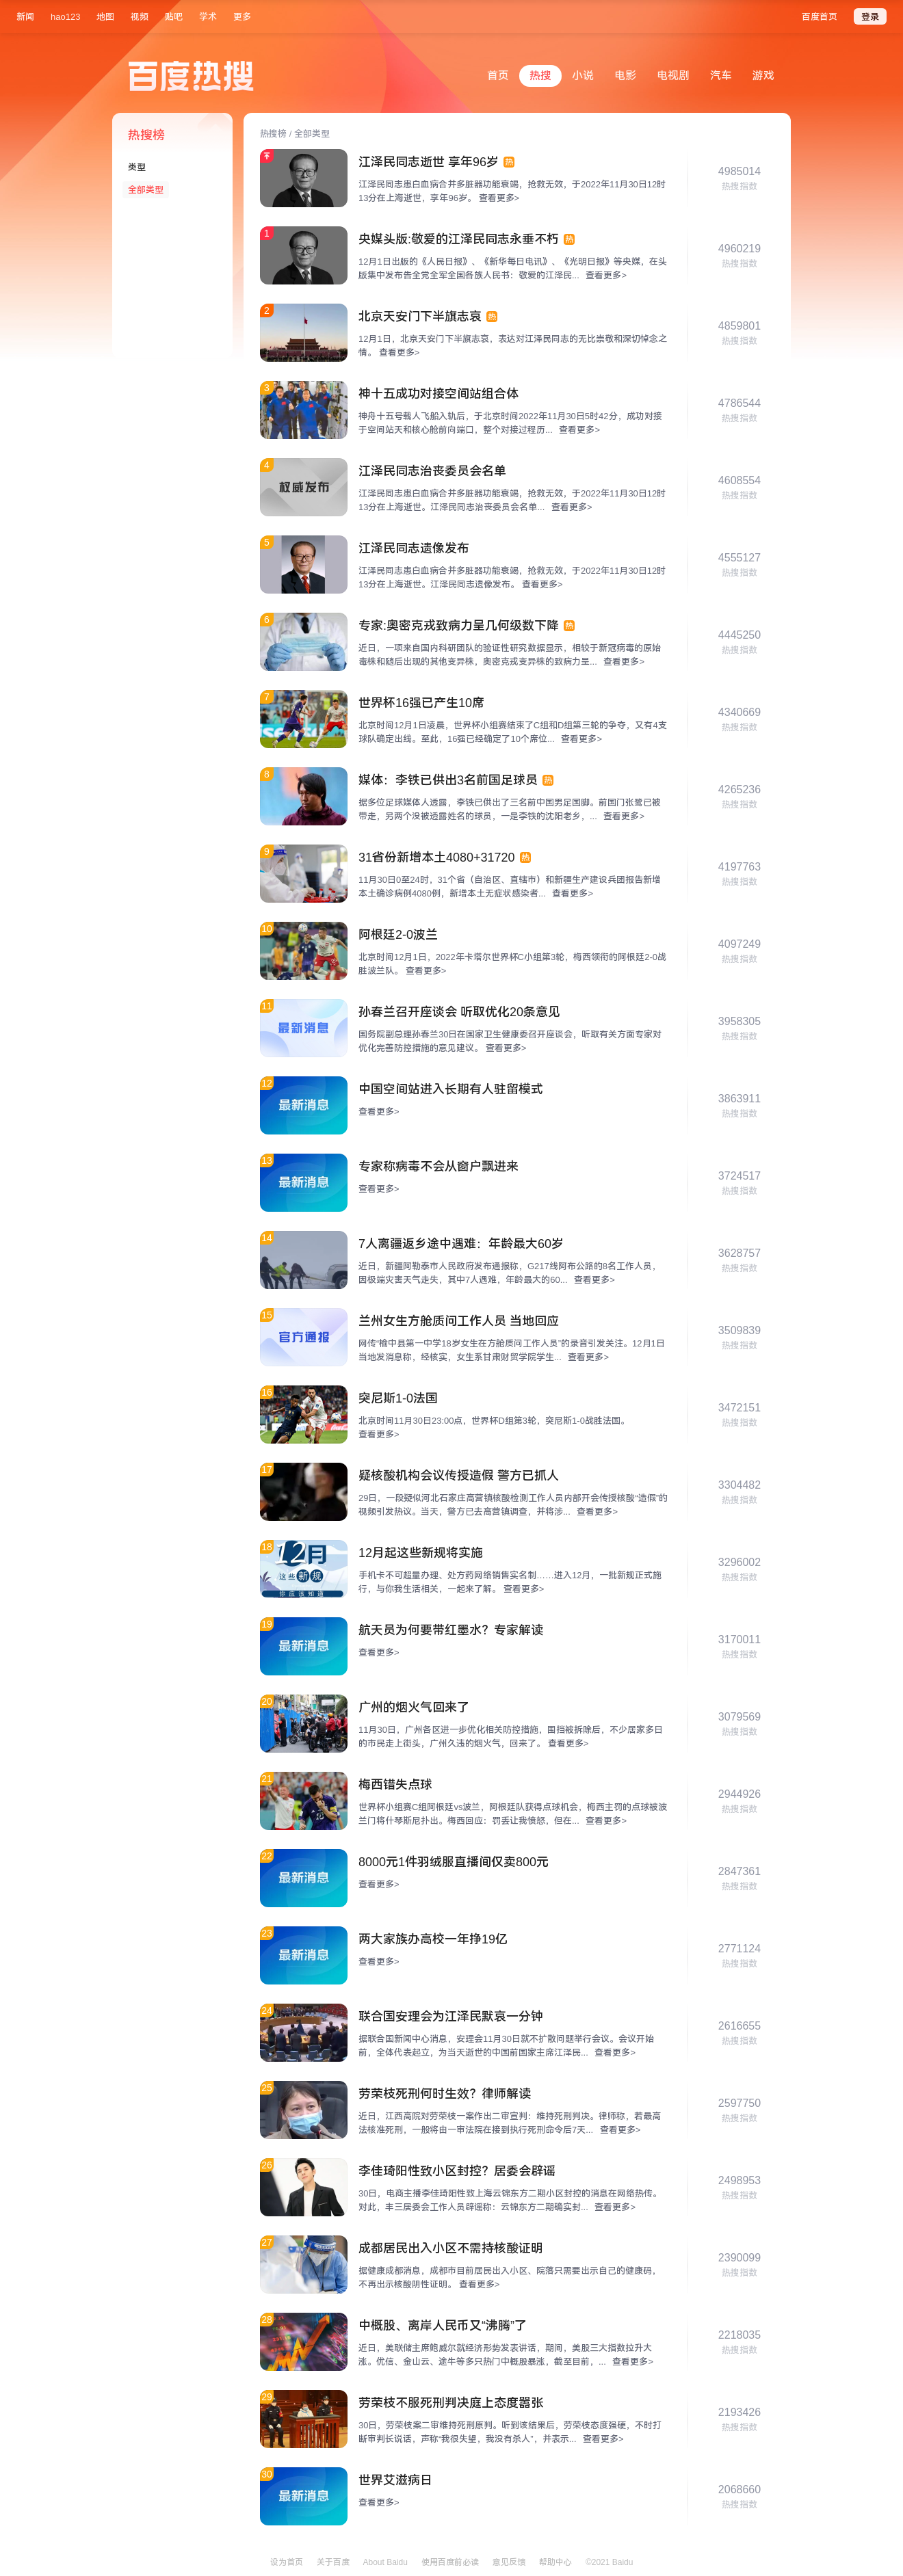 新闻 hao123 地图 视频 贴吧 学术 更多 百度首页 登录
百度热搜
首页 热搜 小说 电影 电视剧 汽车 游戏
热搜榜
类型
全部类型
热搜榜 / 全部类型
江泽民同志逝世 享年96岁 热
江泽民同志患白血病合并多脏器功能衰竭，抢救无效，于2022年11月30日12时
13分在上海逝世，享年96岁。 查看更多>
4985014
热搜指数
1
央媒头版:敬爱的江泽民同志永垂不朽 热
12月1日出版的《人民日报》、《新华每日电讯》、《光明日报》等央媒，在头
版集中发布告全党全军全国各族人民书：敬爱的江泽民... 查看更多>
4960219
热搜指数
2
北京天安门下半旗志哀 热
12月1日，北京天安门下半旗志哀，表达对江泽民同志的无比崇敬和深切悼念之
情。 查看更多>
4859801
热搜指数
3
神十五成功对接空间站组合体
神舟十五号载人飞船入轨后，于北京时间2022年11月30日5时42分，成功对接
于空间站天和核心舱前向端口，整个对接过程历... 查看更多>
4786544
热搜指数
4
权威发布
江泽民同志治丧委员会名单
江泽民同志患白血病合并多脏器功能衰竭，抢救无效，于2022年11月30日12时
13分在上海逝世。江泽民同志治丧委员会名单... 查看更多>
4608554
热搜指数
5
江泽民同志遗像发布
江泽民同志患白血病合并多脏器功能衰竭，抢救无效，于2022年11月30日12时
13分在上海逝世。江泽民同志遗像发布。 查看更多>
4555127
热搜指数
6
专家:奥密克戎致病力呈几何级数下降 热
近日，一项来自国内科研团队的验证性研究数据显示，相较于新冠病毒的原始
毒株和随后出现的其他变异株，奥密克戎变异株的致病力呈... 查看更多>
4445250
热搜指数
7
世界杯16强已产生10席
北京时间12月1日凌晨，世界杯小组赛结束了C组和D组第三轮的争夺，又有4支
球队确定出线。至此，16强已经确定了10个席位... 查看更多>
4340669
热搜指数
8
媒体：李铁已供出3名前国足球员 热
据多位足球媒体人透露，李铁已供出了三名前中国男足国脚。前国门张鹭已被
带走，另两个没被透露姓名的球员，一是李铁的沈阳老乡，... 查看更多>
4265236
热搜指数
9
31省份新增本土4080+31720 热
11月30日0至24时，31个省（自治区、直辖市）和新疆生产建设兵团报告新增
本土确诊病例4080例，新增本土无症状感染者... 查看更多>
4197763
热搜指数
10
阿根廷2-0波兰
北京时间12月1日，2022年卡塔尔世界杯C小组第3轮，梅西领衔的阿根廷2-0战
胜波兰队。 查看更多>
4097249
热搜指数
11
最新消息
孙春兰召开座谈会 听取优化20条意见
国务院副总理孙春兰30日在国家卫生健康委召开座谈会，听取有关方面专家对
优化完善防控措施的意见建议。 查看更多>
3958305
热搜指数
12
最新消息
中国空间站进入长期有人驻留模式
查看更多>
3863911
热搜指数
13
最新消息
专家称病毒不会从窗户飘进来
查看更多>
3724517
热搜指数
14
7人离疆返乡途中遇难：年龄最大60岁
近日，新疆阿勒泰市人民政府发布通报称，G217线阿布公路的8名工作人员，
因极端灾害天气走失，其中7人遇难，年龄最大的60... 查看更多>
3628757
热搜指数
15
官方通报
兰州女生方舱质问工作人员 当地回应
网传“榆中县第一中学18岁女生在方舱质问工作人员”的录音引发关注。12月1日
当地发消息称，经核实，女生系甘肃财贸学院学生... 查看更多>
3509839
热搜指数
16
突尼斯1-0法国
北京时间11月30日23:00点，世界杯D组第3轮，突尼斯1-0战胜法国。
查看更多>
3472151
热搜指数
17
疑核酸机构会议传授造假 警方已抓人
29日，一段疑似河北石家庄高营镇核酸检测工作人员内部开会传授核酸“造假”的
视频引发热议。当天，警方已去高营镇调查，并将涉... 查看更多>
3304482
热搜指数
18
12月
这些新规
你应该知道
12月起这些新规将实施
手机卡不可超量办理、处方药网络销售实名制……进入12月，一批新规正式施
行，与你我生活相关，一起来了解。 查看更多>
3296002
热搜指数
19
最新消息
航天员为何要带红墨水？专家解读
查看更多>
3170011
热搜指数
20
广州的烟火气回来了
11月30日，广州各区进一步优化相关防控措施，围挡被拆除后，不少居家多日
的市民走上街头，广州久违的烟火气，回来了。 查看更多>
3079569
热搜指数
21
梅西错失点球
世界杯小组赛C组阿根廷vs波兰，阿根廷队获得点球机会，梅西主罚的点球被波
兰门将什琴斯尼扑出。梅西回应：罚丢让我愤怒，但在... 查看更多>
2944926
热搜指数
22
最新消息
8000元1件羽绒服直播间仅卖800元
查看更多>
2847361
热搜指数
23
最新消息
两大家族办高校一年挣19亿
查看更多>
2771124
热搜指数
24
联合国安理会为江泽民默哀一分钟
据联合国新闻中心消息，安理会11月30日就不扩散问题举行会议。会议开始
前，全体代表起立，为当天逝世的中国前国家主席江泽民... 查看更多>
2616655
热搜指数
25
劳荣枝死刑何时生效？律师解读
近日，江西高院对劳荣枝一案作出二审宣判：维持死刑判决。律师称，若最高
法核准死刑，一般将由一审法院在接到执行死刑命令后7天... 查看更多>
2597750
热搜指数
26
李佳琦阳性致小区封控？居委会辟谣
30日，电商主播李佳琦阳性致上海云锦东方二期小区封控的消息在网络热传。
对此，丰三居委会工作人员辟谣称：云锦东方二期确实封... 查看更多>
2498953
热搜指数
27
成都居民出入小区不需持核酸证明
据健康成都消息，成都市目前居民出入小区、院落只需要出示自己的健康码，
不再出示核酸阴性证明。 查看更多>
2390099
热搜指数
28
中概股、离岸人民币又“沸腾”了
近日，美联储主席鲍威尔就经济形势发表讲话，期间，美股三大指数拉升大
涨。优信、金山云、途牛等多只热门中概股暴涨，截至目前，... 查看更多>
2218035
热搜指数
29
劳荣枝不服死刑判决庭上态度嚣张
30日，劳荣枝案二审维持死刑原判。听到该结果后，劳荣枝态度强硬，不时打
断审判长说话，声称“我很失望，我没有杀人”，并表示... 查看更多>
2193426
热搜指数
30
最新消息
世界艾滋病日
查看更多>
2068660
热搜指数
设为首页 关于百度 About Baidu 使用百度前必读 意见反馈 帮助中心 ©2021 Baidu